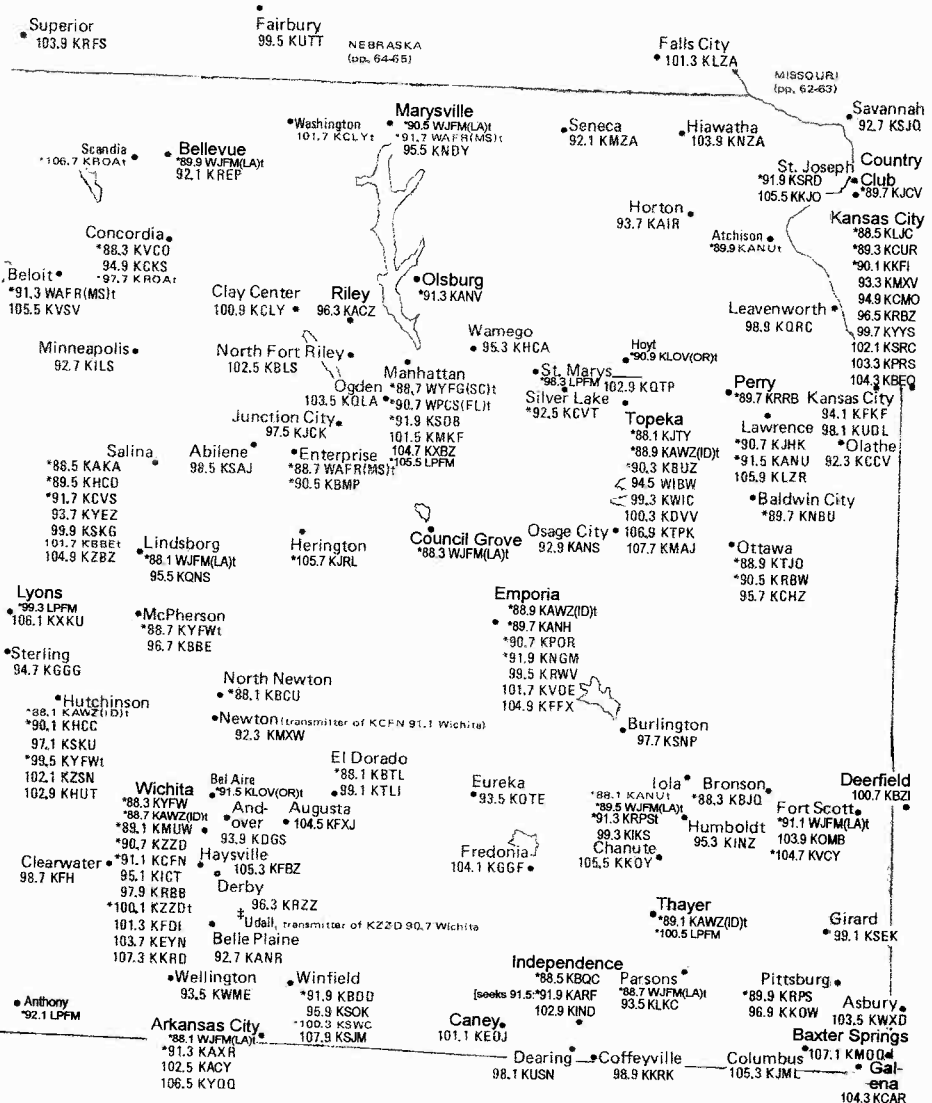 Superior
103.9 KRFS
Fairbury
99.5 KUTT
NEBRASKA
(pp. 64-65)
Falls City
101.3 KLZA
MISSOURI
(pp. 62-63)
Savannah
92.7 KSJQ
Washington
101.7 KCLYt
Marysville
*90.5 WJFM(LA)t
*91.7 WAFR(MS)t
95.5 KNDY
Seneca
92.1 KMZA
Hiawatha
103.9 KNZA
St. Joseph
*91.9 KSRD
105.5 KKJO
Country
Club
*89.7 KJCV
Scandia
*106.7 KROAt
Bellevue
*89.9 WJFM(LA)t
92.1 KREP
Horton
93.7 KAIR
Atchison
*89.9 KANUt
Kansas City
*88.5 KLJC
*89.3 KCUR
*90.1 KKFI
93.3 KMXV
94.9 KCMO
96.5 KRBZ
99.7 KYYS
102.1 KSRC
103.3 KPRS
104.3 KBEQ
Concordia
*88.3 KVCO
94.9 KCKS
*97.7 KROAt
Beloit
*91.3 WAFR(MS)t
105.5 KVSV
Clay Center
100.9 KCLY
Riley
96.3 KACZ
Olsburg
*91.3 KANV
Leavenworth
98.9 KQRC
Minneapolis
92.7 KILS
North Fort Riley
102.5 KBLS
Wamego
95.3 KHCA
Hoyt
*90.9 KLOV(OR)t
Ogden
103.5 KQLA
Manhattan
*88.7 WYFG(SC)t
*90.7 WPCS(FL)t
*91.9 KSDB
101.5 KMKF
104.7 KXBZ
*105.5 LPFM
St. Marys
*98.3 LPFM
102.9 KQTP
Silver Lake
*92.5 KCVT
Perry
*89.7 KRRB
Kansas City
94.1 KFKF
98.1 KUDL
Junction City
97.5 KJCK
Topeka
*88.1 KJTY
*88.9 KAWZ(ID)t
*90.3 KBUZ
94.5 WIBW
99.3 KWIC
100.3 KDVV
106.9 KTPK
107.7 KMAJ
Lawrence
*90.7 KJHK
*91.5 KANU
105.9 KLZR
Olathe
92.3 KCCV
Salina
*88.5 KAKA
*89.5 KHCD
*91.7 KCVS
93.7 KYEZ
99.9 KSKG
101.7 KBBEt
104.9 KZBZ
Abilene
98.5 KSAJ
Enterprise
*88.7 WAFR(MS)t
*90.5 KBMP
Baldwin City
*89.7 KNBU
Lindsborg
*88.1 WJFM(LA)t
95.5 KQNS
Herington
*105.7 KJRL
Council Grove
*88.3 WJFM(LA)t
Osage City
92.9 KANS
Ottawa
*88.9 KTJO
*90.5 KRBW
95.7 KCHZ
Lyons
*99.3 LPFM
106.1 KXKU
McPherson
*88.7 KYFWt
96.7 KBBE
Emporia
*88.9 KAWZ(ID)t
*89.7 KANH
*90.7 KPOR
*91.9 KNGM
99.5 KRWV
101.7 KVOE
104.9 KFFX
Sterling
94.7 KGGG
North Newton
*88.1 KBCU
Hutchinson
*88.1 KAWZ(ID)t
*90.1 KHCC
97.1 KSKU
*99.5 KYFWt
102.1 KZSN
102.9 KHUT
Newton (transmitter of KCFN 91.1 Wichita)
92.3 KMXW
Burlington
97.7 KSNP
El Dorado
*88.1 KBTL
99.1 KTLI
Wichita
*88.3 KYFW
*88.7 KAWZ(ID)t
*89.1 KMUW
*90.7 KZZD
*91.1 KCFN
95.1 KICT
97.9 KRBB
*100.1 KZZDt
101.3 KFDI
103.7 KEYN
107.3 KKRD
Bel Aire
*91.5 KLOV(OR)t
And-
over
93.9 KDGS
Augusta
104.5 KFXJ
Eureka
93.5 KOTE
Iola
*88.1 KANUt
*89.5 WJFM(LA)t
*91.3 KRPSt
99.3 KIKS
Bronson
*88.3 KBJQ
Deerfield
100.7 KBZI
Fort Scott
*91.1 WJFM(LA)t
103.9 KOMB
*104.7 KVCY
Humboldt
95.3 KINZ
Chanute
105.5 KKOY
Clearwater
98.7 KFH
Haysville
105.3 KFBZ
Fredonia
104.1 KGGF
Derby
96.3 KRZZ
‡
Udall, transmitter of KZZD 90.7 Wichita
Thayer
*89.1 KAWZ(ID)t
*100.5 LPFM
Girard
99.1 KSEK
Belle Plaine
92.7 KANR
Wellington
93.5 KWME
Winfield
*91.9 KBDD
95.9 KSOK
*100.3 KSWC
107.9 KSJM
Independence
*88.5 KBQC
[seeks 91.5:*91.9 KARF
102.9 KIND
Parsons
*88.7 WJFM(LA)t
93.5 KLKC
Pittsburg
*89.9 KRPS
96.9 KKOW
Asbury
103.5 KWXD
Anthony
*92.1 LPFM
Arkansas City
*88.1 WJFM(LA)t
*91.3 KAXR
102.5 KACY
106.5 KYQQ
Caney
101.1 KEOJ
Dearing
98.1 KUSN
Coffeyville
98.9 KKRK
Columbus
105.3 KJML
Baxter Springs
107.1 KMOQ
Gal-
ena
104.3 KCAR